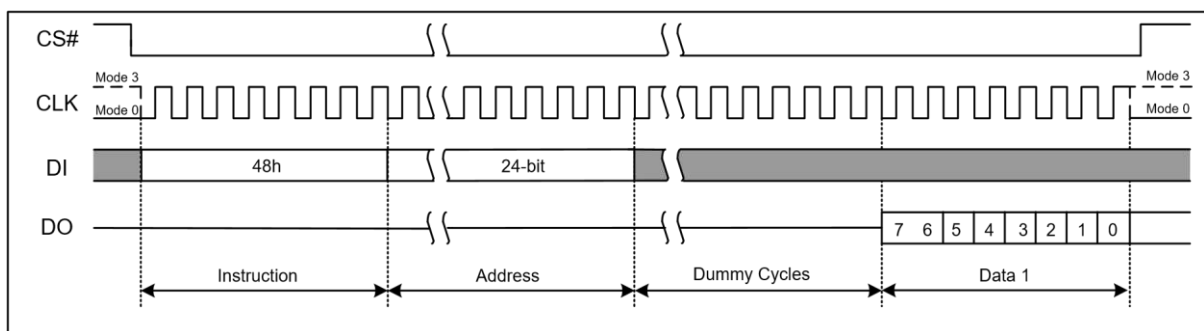 CS#
Mode 3 Mode 3
CLK
Mode 0 Mode 0
DI 48h 24-bit
DO 7 6 5 4 3 2 1 0
Instruction Address Dummy Cycles Data 1